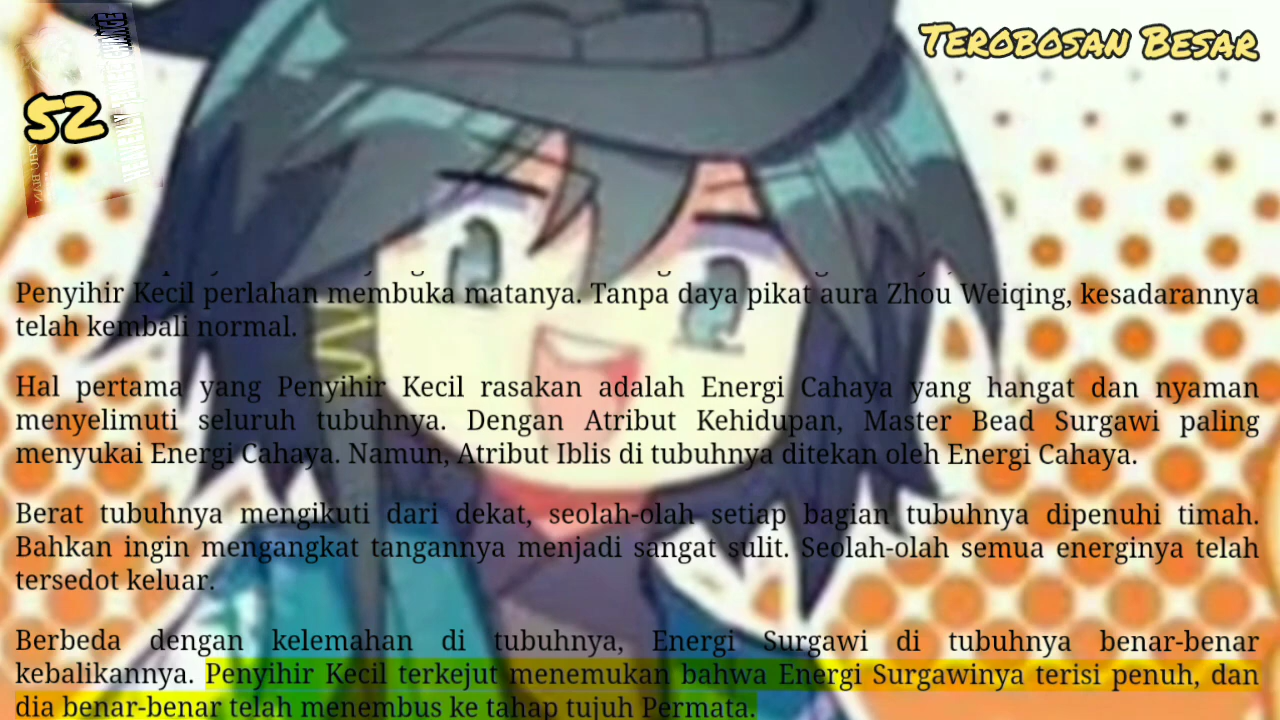 Terobosan Besar
52
Penyihir Kecil perlahan membuka matanya. Tanpa daya pikat aura Zhou Weiqing, kesadarannya
telah kembali normal.
Hal pertama yang Penyihir Kecil rasakan adalah Energi Cahaya yang hangat dan nyaman
menyelimuti seluruh tubuhnya. Dengan Atribut Kehidupan, Master Bead Surgawi paling
menyukai Energi Cahaya. Namun, Atribut Iblis di tubuhnya ditekan oleh Energi Cahaya.
Berat tubuhnya mengikuti dari dekat, seolah-olah setiap bagian tubuhnya dipenuhi timah.
Bahkan ingin mengangkat tangannya menjadi sangat sulit. Seolah-olah semua energinya telah
tersedot keluar.
Berbeda dengan kelemahan di tubuhnya, Energi Surgawi di tubuhnya benar-benar
kebalikannya. Penyihir Kecil terkejut menemukan bahwa Energi Surgawinya terisi penuh, dan
dia benar-benar telah menembus ke tahap tujuh Permata.